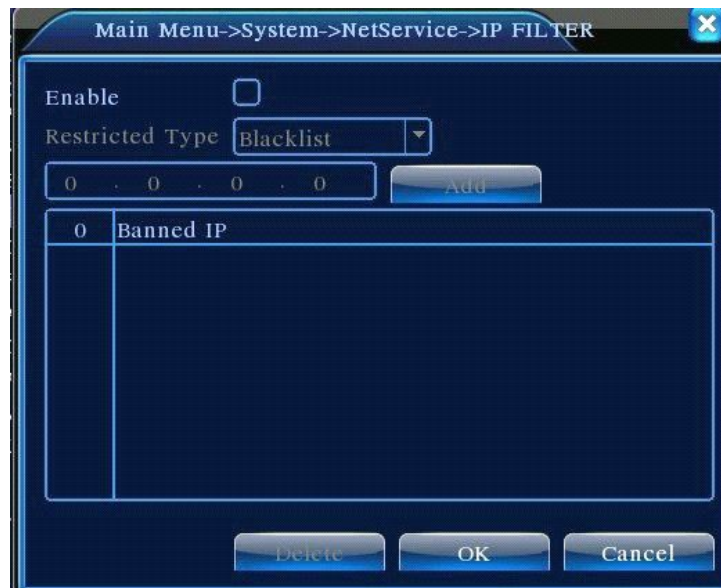 Main Menu->System->NetService->IP FILTER
Enable
Restricted Type Blacklist
0 . 0 . 0 . 0 Add
0 Banned IP
Delete OK Cancel